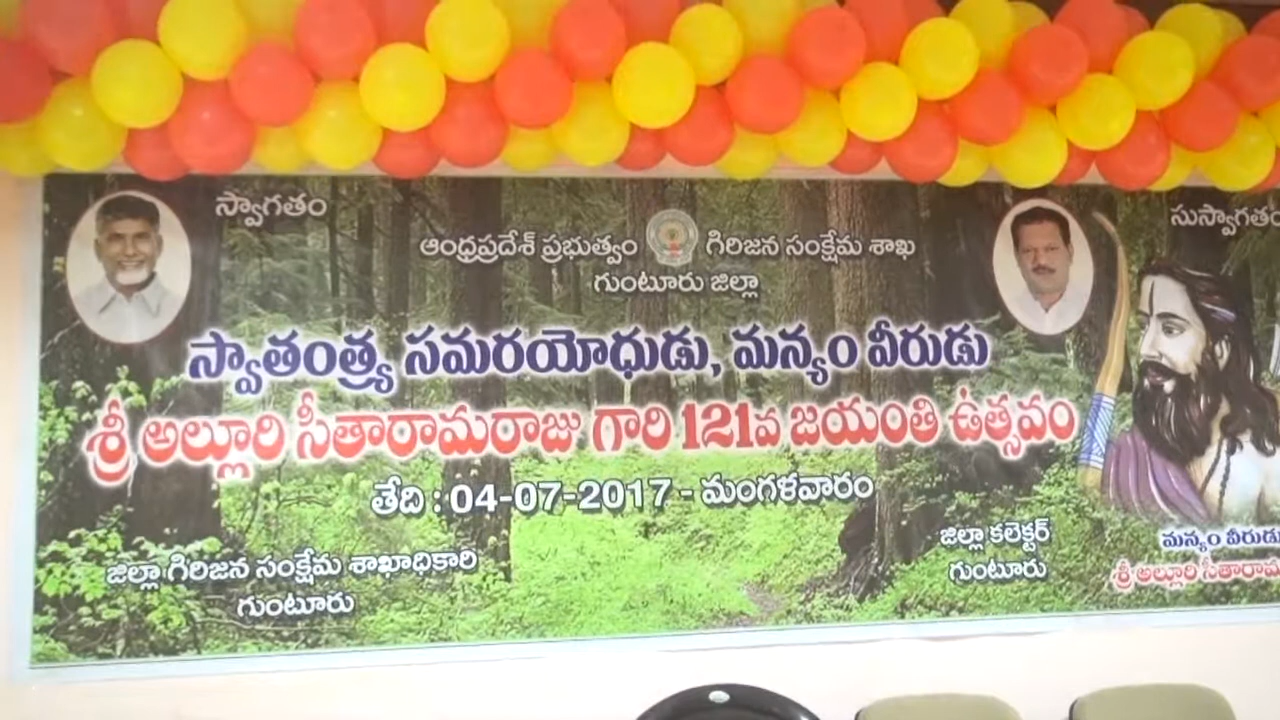 స్వాగతం
సుస్వాగతం
ఆంధ్రప్రదేశ్ ప్రభుత్వం గిరిజన సంక్షేమ శాఖ
గుంటూరు జిల్లా
స్వాతంత్ర్య సమరయోధుడు, మన్యం వీరుడు
శ్రీ అల్లూరి సీతారామరాజు గారి 121వ జయంతి ఉత్సవం
తేది : 04-07-2017 - మంగళవారం
జిల్లా గిరిజన సంక్షేమ శాఖాధికారి
గుంటూరు
జిల్లా కలెక్టర్
గుంటూరు
మన్యం వీరుడు
శ్రీ అల్లూరి